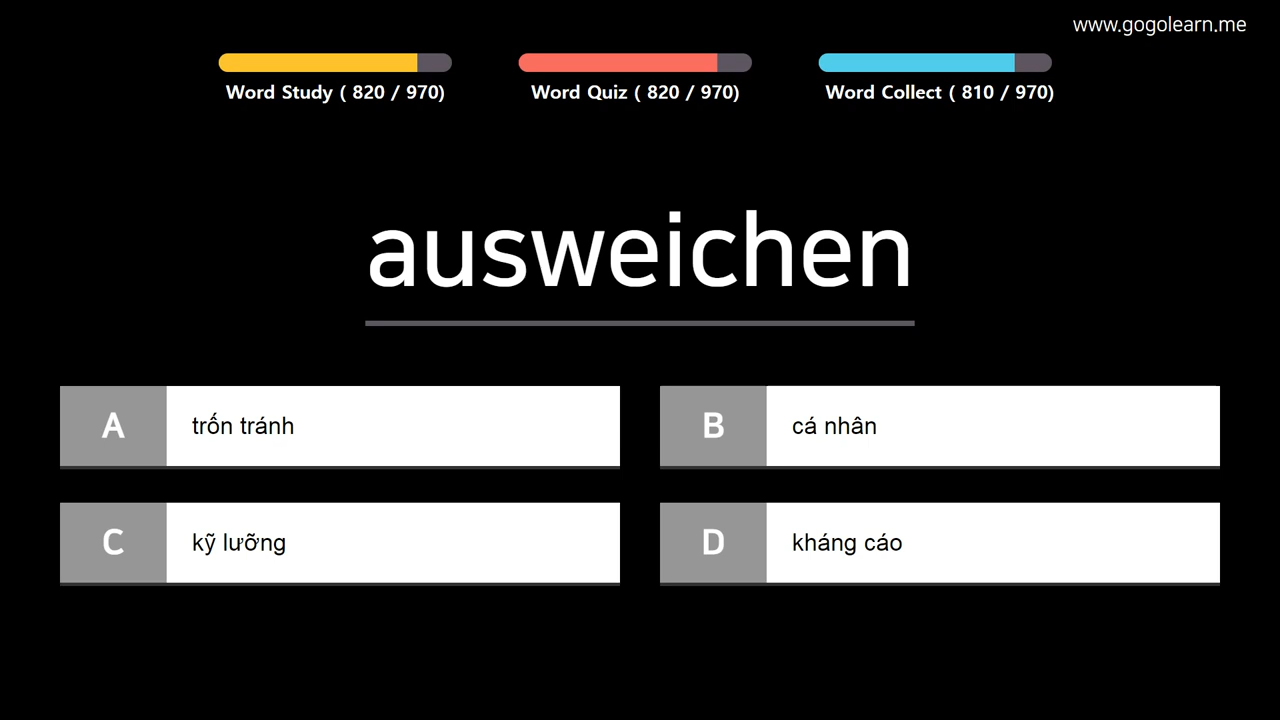 www.gogolearn.me
Word Study ( 820 / 970)
Word Quiz ( 820 / 970)
Word Collect ( 810 / 970)
ausweichen
A
trốn tránh
B
cá nhân
C
kỹ lưỡng
D
kháng cáo